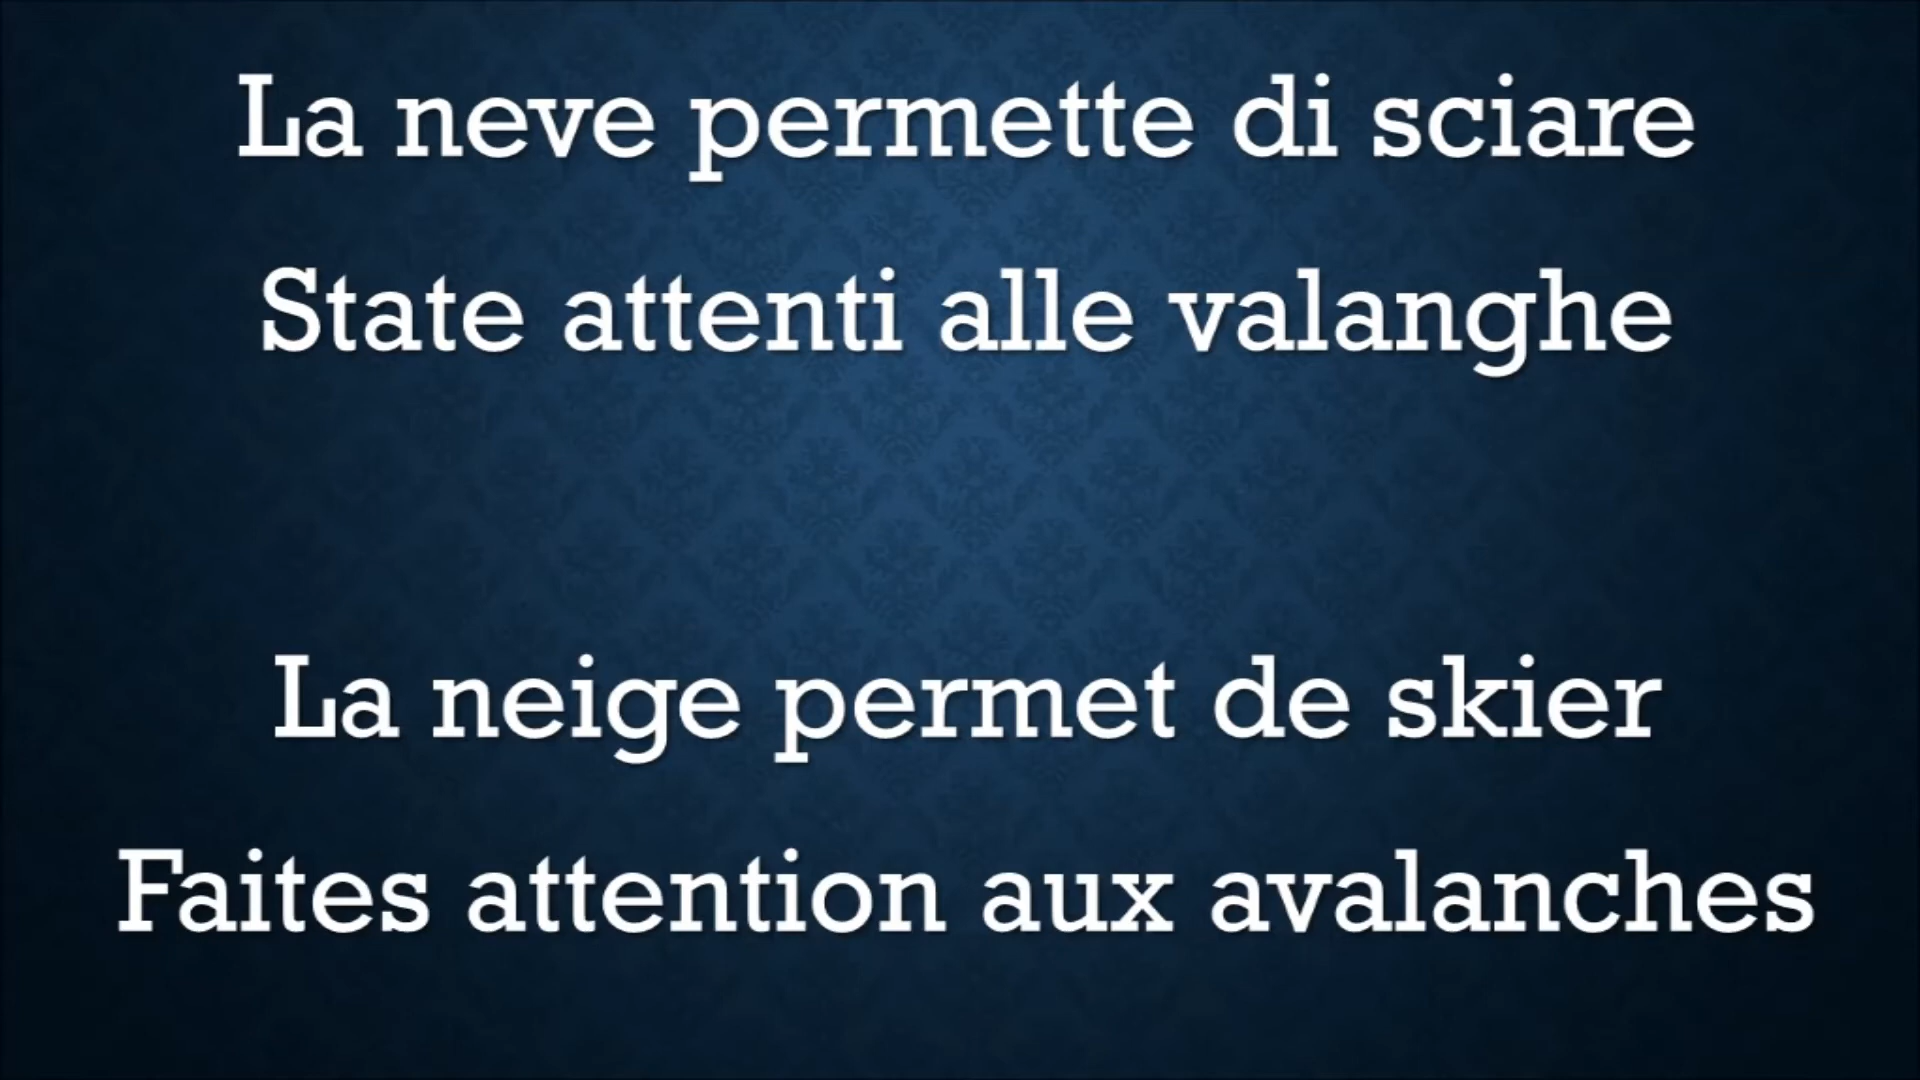 La neve permette di sciare
State attenti alle valanghe
La neige permet de skier
Faites attention aux avalanches